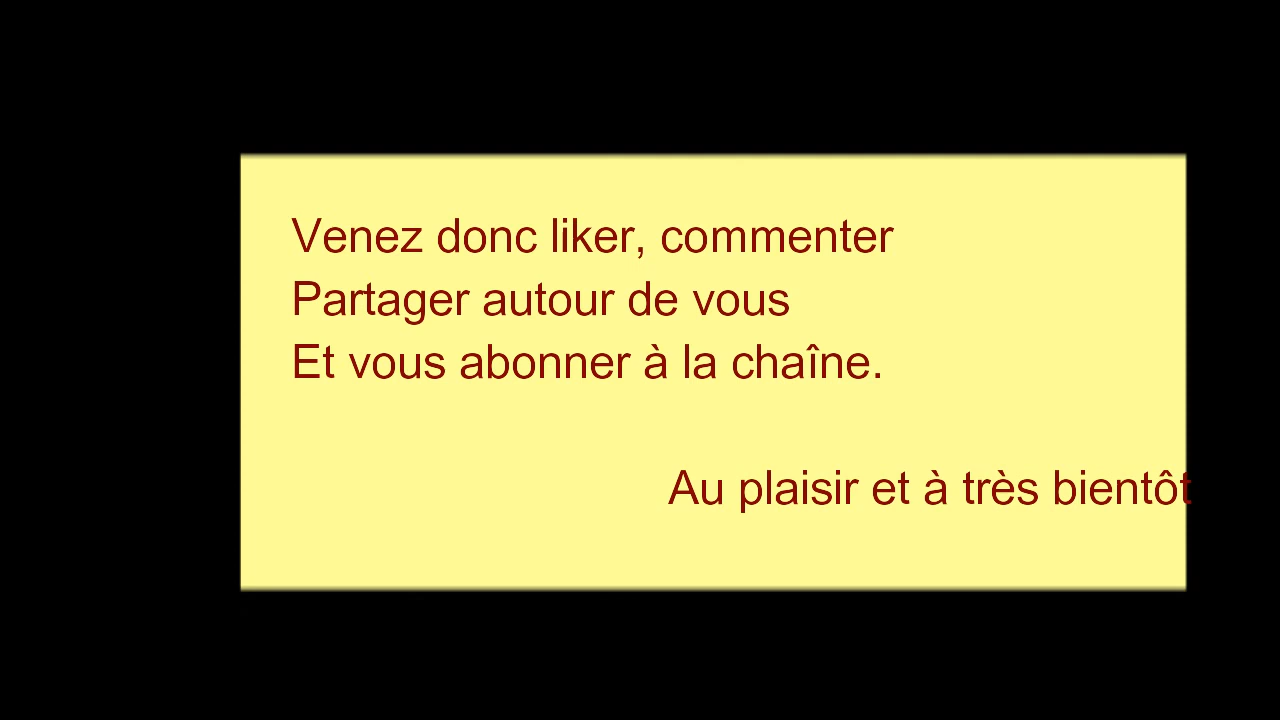 Venez donc liker, commenter
Partager autour de vous
Et vous abonner à la chaîne.
Au plaisir et à très bientôt